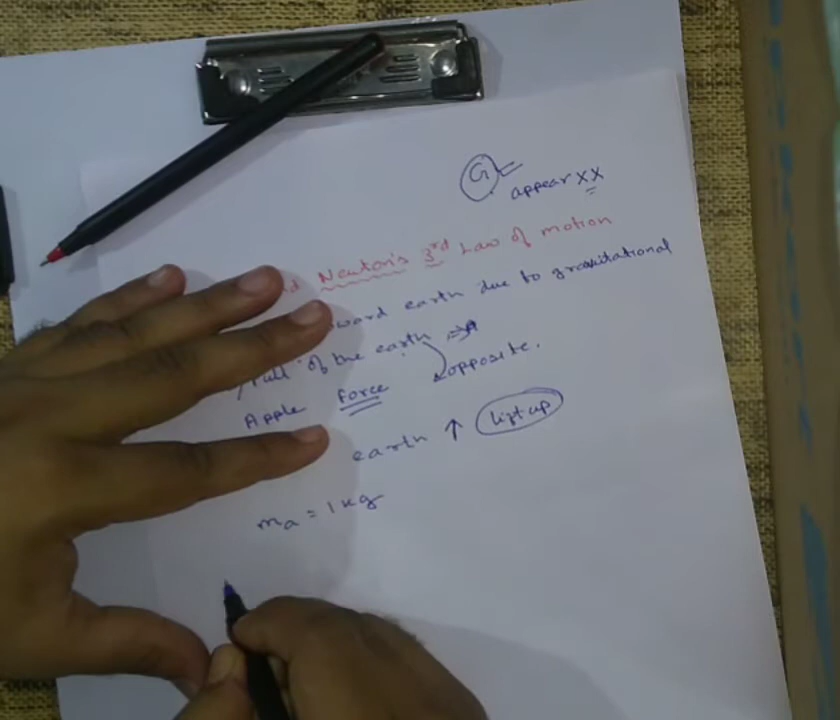 G
appear xx
Newton's 3rd Law of motion
ward earth due to gravitational
Pull of the earth →
Apple force opposite.
earth ↑ lift up
ma = 1 kg